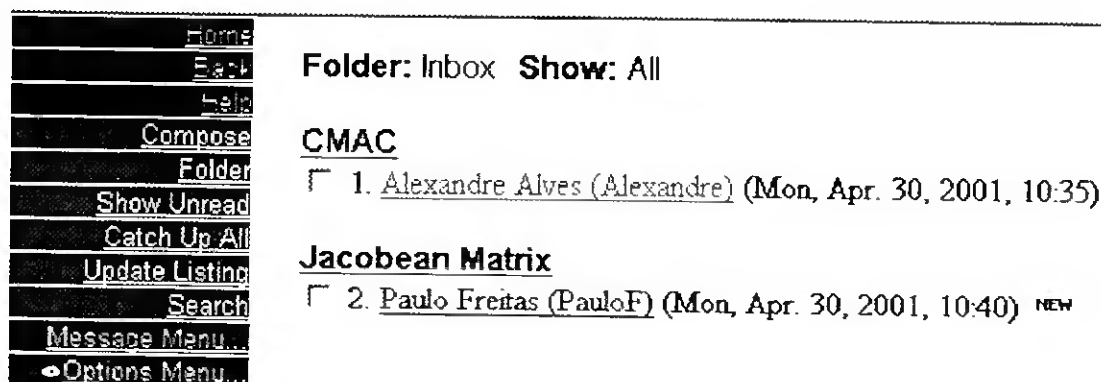 Home
Back
Help
Compose
Folder
Show Unread
Catch Up All
Update Listing
Search
Message Menu...
Options Menu...
Folder: Inbox Show: All
CMAC
1. Alexandre Alves (Alexandre) (Mon, Apr. 30, 2001, 10:35)
Jacobean Matrix
2. Paulo Freitas (PauloF) (Mon, Apr. 30, 2001, 10:40) NEW